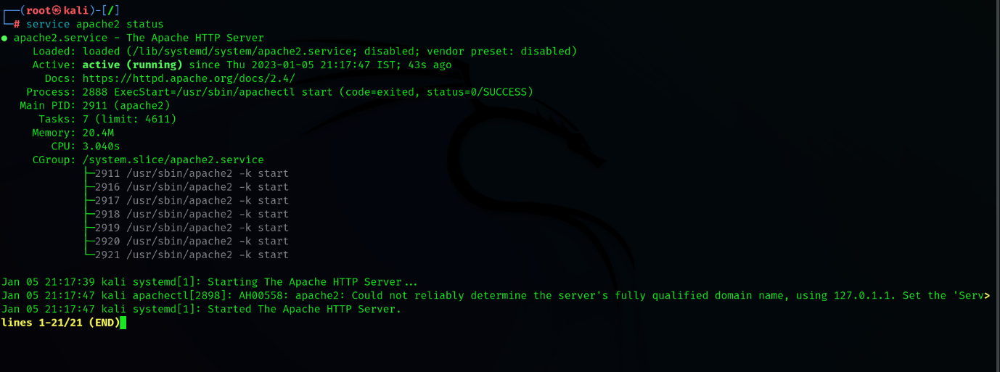 ┌──(root㉿kali)-[/]
└─# service apache2 status
● apache2.service - The Apache HTTP Server
     Loaded: loaded (/lib/systemd/system/apache2.service; disabled; vendor preset: disabled)
     Active: active (running) since Thu 2023-01-05 21:17:47 IST; 43s ago
       Docs: https://httpd.apache.org/docs/2.4/
    Process: 2888 ExecStart=/usr/sbin/apachectl start (code=exited, status=0/SUCCESS)
   Main PID: 2911 (apache2)
      Tasks: 7 (limit: 4611)
     Memory: 20.4M
        CPU: 3.040s
     CGroup: /system.slice/apache2.service
             ├─2911 /usr/sbin/apache2 -k start
             ├─2916 /usr/sbin/apache2 -k start
             ├─2917 /usr/sbin/apache2 -k start
             ├─2918 /usr/sbin/apache2 -k start
             ├─2919 /usr/sbin/apache2 -k start
             ├─2920 /usr/sbin/apache2 -k start
             └─2921 /usr/sbin/apache2 -k start

Jan 05 21:17:39 kali systemd[1]: Starting The Apache HTTP Server...
Jan 05 21:17:47 kali apachectl[2898]: AH00558: apache2: Could not reliably determine the server's fully qualified domain name, using 127.0.1.1. Set the 'Serv>
Jan 05 21:17:47 kali systemd[1]: Started The Apache HTTP Server.
lines 1-21/21 (END)